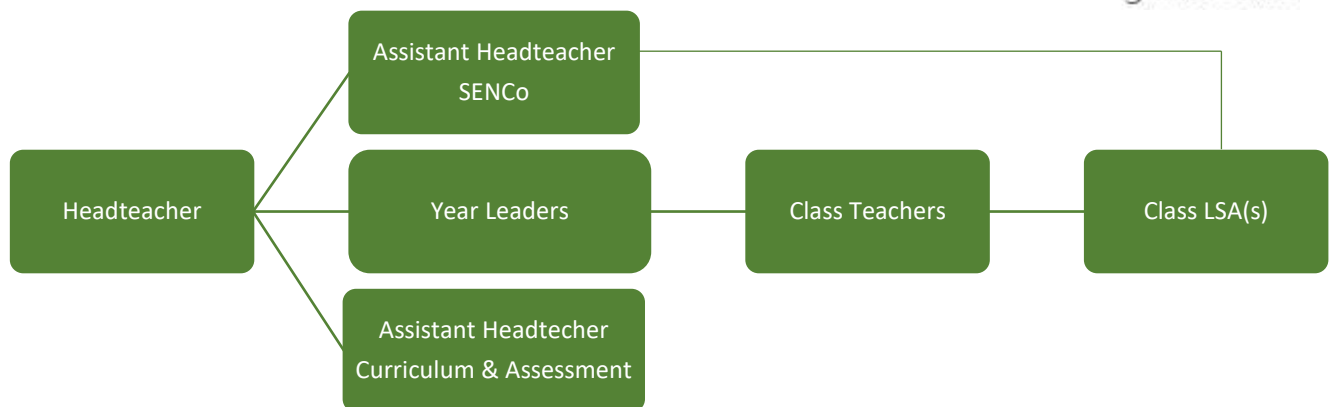 Assistant Headteacher
SENCo
Headteacher
Year Leaders
Class Teachers
Class LSA(s)
Assistant Headtecher
Curriculum & Assessment